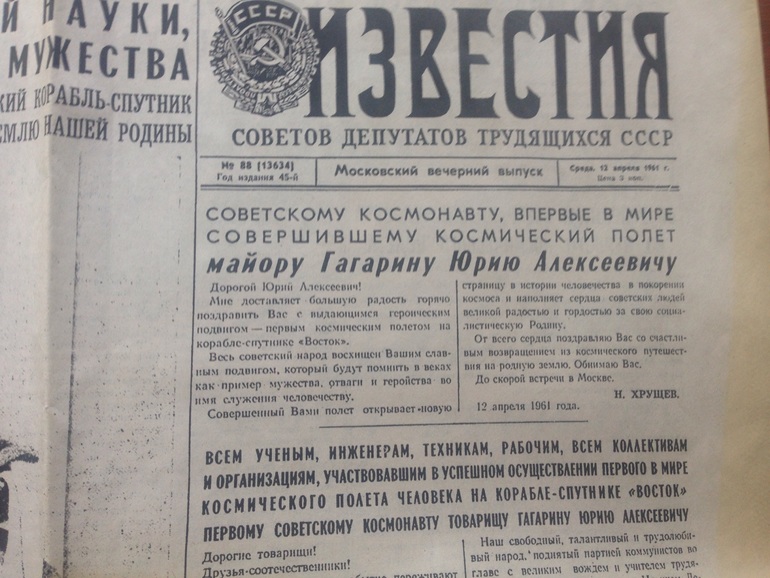 Й НАУКИ,
МУЖЕСТВА
КИЙ КОРАБЛЬ-СПУТНИК
ЕМЛЮ НАШЕЙ РОДИНЫ
СССР
ИЗВЕСТИЯ
СОВЕТОВ ДЕПУТАТОВ ТРУДЯЩИХСЯ СССР
№ 88 [13634]
Год издания 45-й
Московский вечерний выпуск
Среда, 12 апреля 1961 г.
Цена 2 коп.
СОВЕТСКОМУ КОСМОНАВТУ, ВПЕРВЫЕ В МИРЕ
СОВЕРШИВШЕМУ КОСМИЧЕСКИЙ ПОЛЕТ
майору Гагарину Юрию Алексеевичу
Дорогой Юрий Алексеевич!
Мне доставляет большую радость горячо
поздравить Вас с выдающимся героическим
подвигом — первым космическим полетом на
корабле-спутнике «Восток».
Весь советский народ восхищен Вашим слав-
ным подвигом, который будут помнить в веках
как пример мужества, отваги и геройства во
имя служения человечеству.
Совершенный Вами полет открывает новую
страницу в истории человечества в покорении
космоса и наполняет сердца советских людей
великой радостью и гордостью за свою социа-
листическую Родину.
От всего сердца поздравляю Вас со счастли-
вым возвращением из космического путешест-
вия на родную землю. Обнимаю Вас.
До скорой встречи в Москве.
Н. ХРУЩЕВ.
12 апреля 1961 года.
ВСЕМ УЧЕНЫМ, ИНЖЕНЕРАМ, ТЕХНИКАМ, РАБОЧИМ, ВСЕМ КОЛЛЕКТИВАМ
И ОРГАНИЗАЦИЯМ, УЧАСТВОВАВШИМ В УСПЕШНОМ ОСУЩЕСТВЛЕНИИ ПЕРВОГО В МИРЕ
КОСМИЧЕСКОГО ПОЛЕТА ЧЕЛОВЕКА НА КОРАБЛЕ-СПУТНИКЕ «ВОСТОК»
ПЕРВОМУ СОВЕТСКОМУ КОСМОНАВТУ ТОВАРИЩУ ГАГАРИНУ ЮРИЮ АЛЕКСЕЕВИЧУ
Дорогие товарищи!
Друзья-соотечественники!
переживают
Наш свободный, талантливый и трудолюби-
вый народ, поднятый партией коммунистов во
главе с великим вождем и учителем трудя-